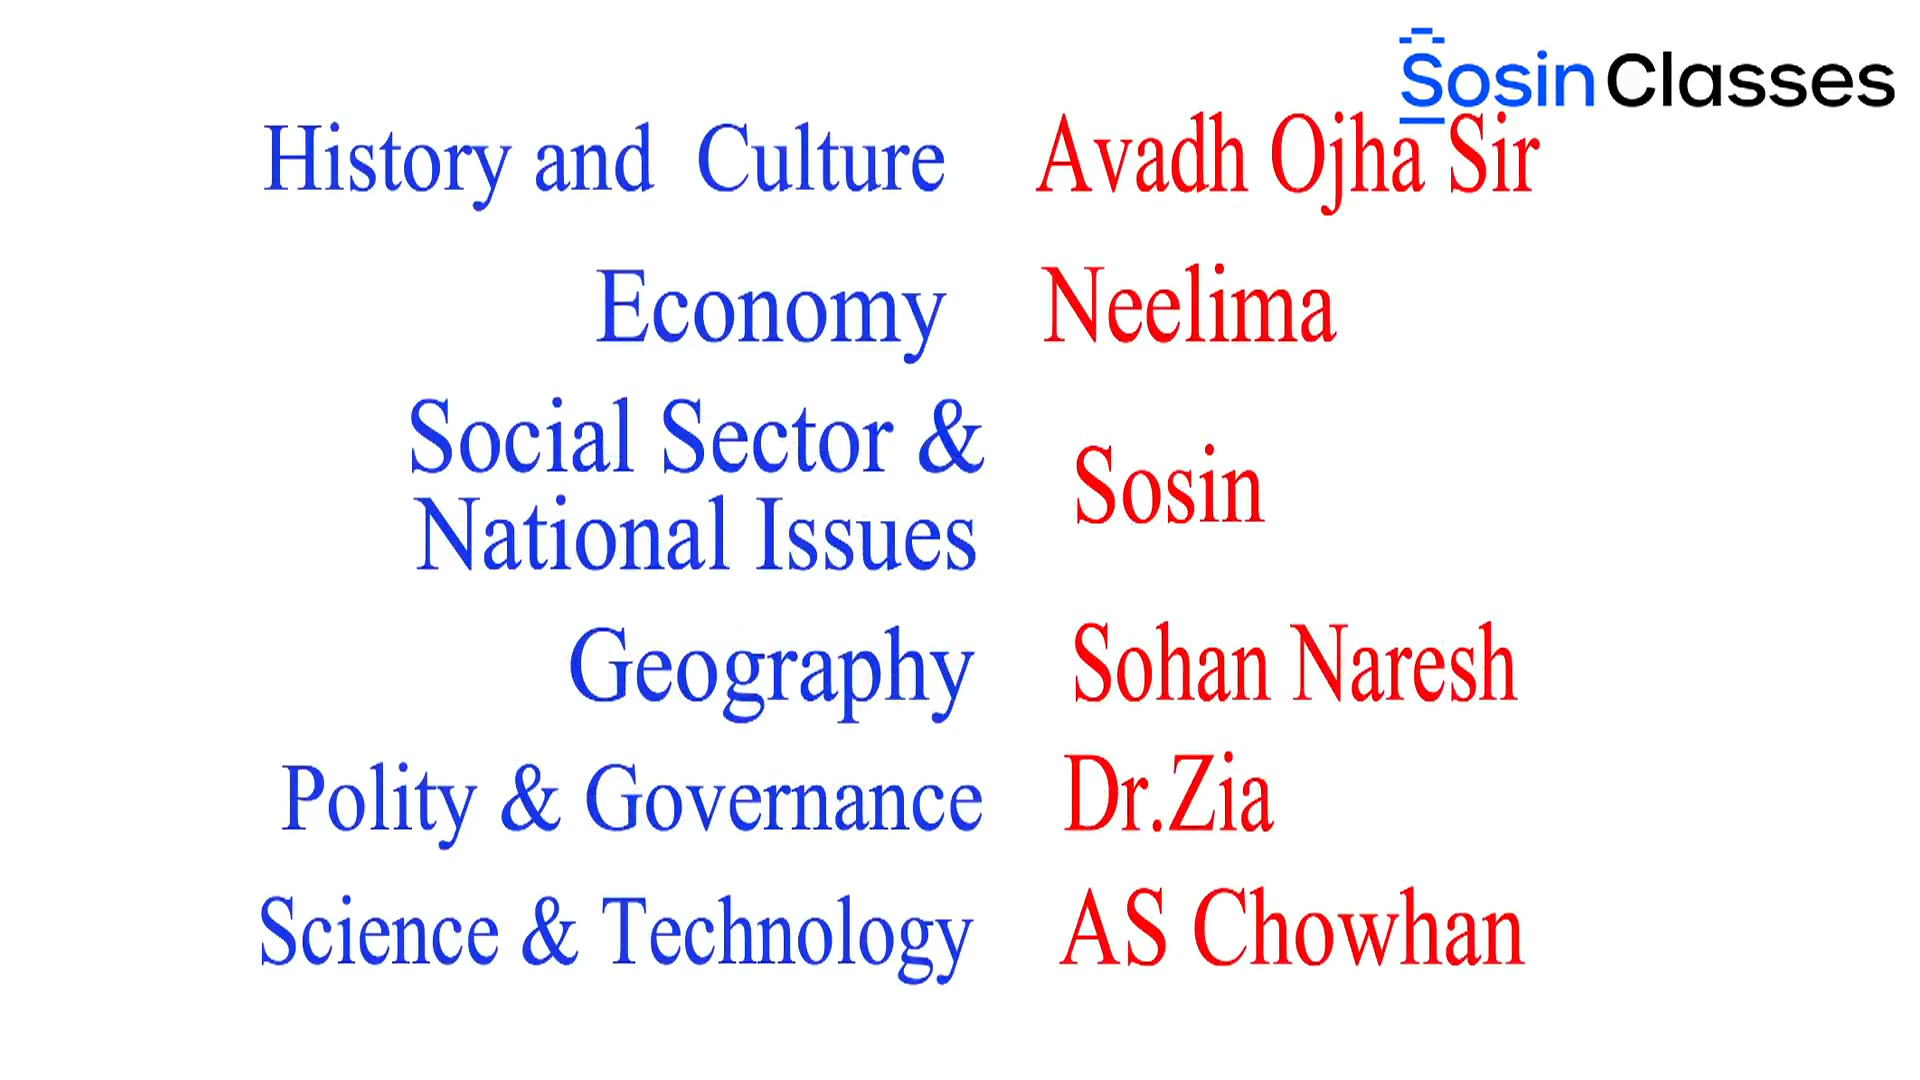 Sosin Classes
History and Culture Avadh Ojha Sir
Economy Neelima
Social Sector &
National Issues
Sosin
Geography Sohan Naresh
Polity & Governance Dr.Zia
Science & Technology AS Chowhan